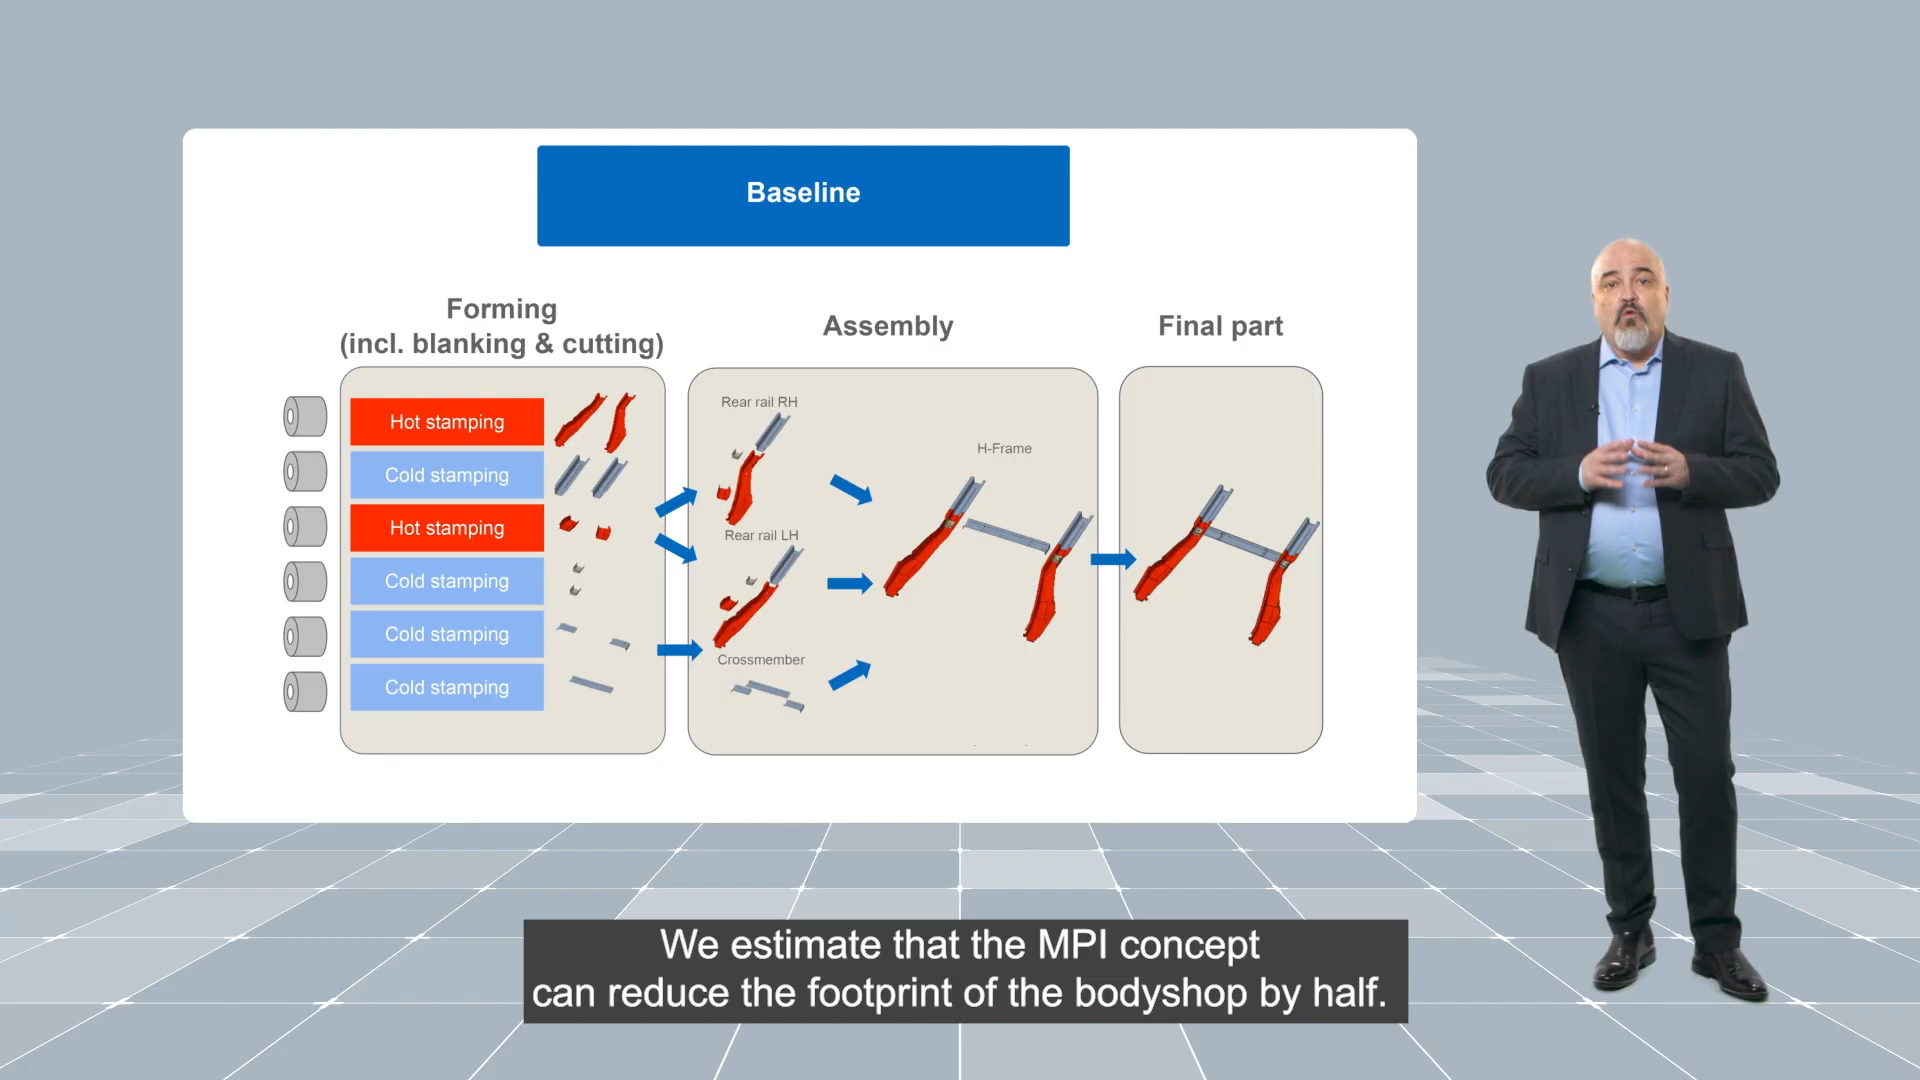 Baseline
Forming
(incl. blanking & cutting)
Assembly
Final part
Hot stamping
Cold stamping
Hot stamping
Cold stamping
Cold stamping
Cold stamping
Rear rail RH
Rear rail LH
Crossmember
H-Frame
We estimate that the MPI concept
can reduce the footprint of the bodyshop by half.